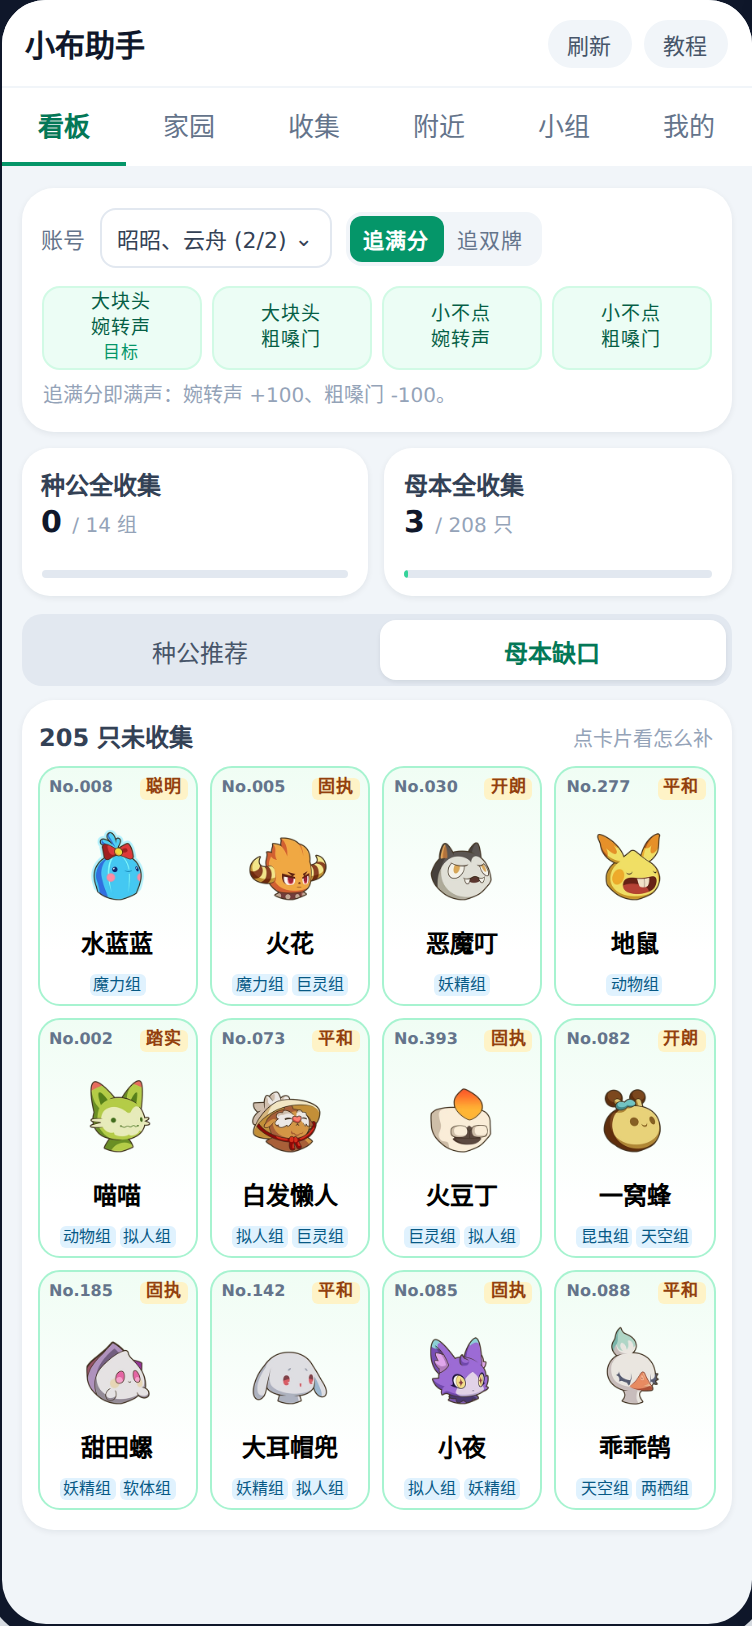 小布助手
刷新
教程
看板
家园
收集
附近
小组
我的
账号
昭昭、云舟 (2/2)
追满分
追双牌
大块头
婉转声
目标
大块头
粗嗓门
小不点
婉转声
小不点
粗嗓门
追满分即满声：婉转声 +100、粗嗓门 -100。
种公全收集
0 / 14 组
母本全收集
3 / 208 只
种公推荐
母本缺口
205 只未收集
点卡片看怎么补
No.008 聪明
水蓝蓝
魔力组
No.005 固执
火花
魔力组 巨灵组
No.030 开朗
恶魔叮
妖精组
No.277 平和
地鼠
动物组
No.002 踏实
喵喵
动物组 拟人组
No.073 平和
白发懒人
拟人组 巨灵组
No.393 固执
火豆丁
巨灵组 拟人组
No.082 开朗
一窝蜂
昆虫组 天空组
No.185 固执
甜田螺
妖精组 软体组
No.142 平和
大耳帽兜
妖精组 拟人组
No.085 固执
小夜
拟人组 妖精组
No.088 平和
乖乖鹄
天空组 两栖组